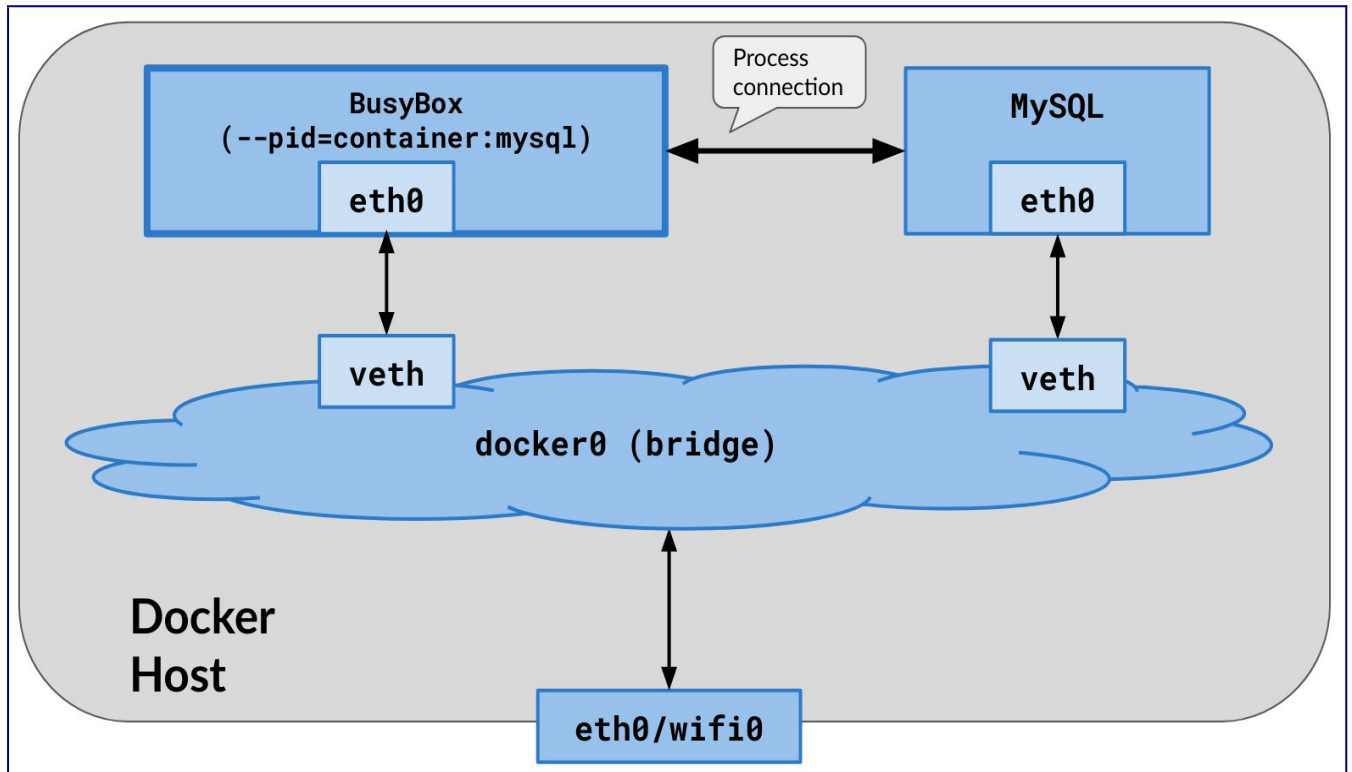 Process
connection
BusyBox
(--pid=container:mysql)
MySQL
eth0
eth0
veth
veth
docker0 (bridge)
Docker
Host
eth0/wifi0